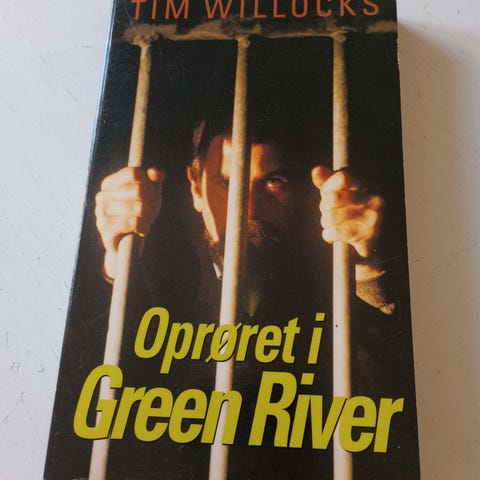 TIM WILLOCKS
Oprøret i
Green River